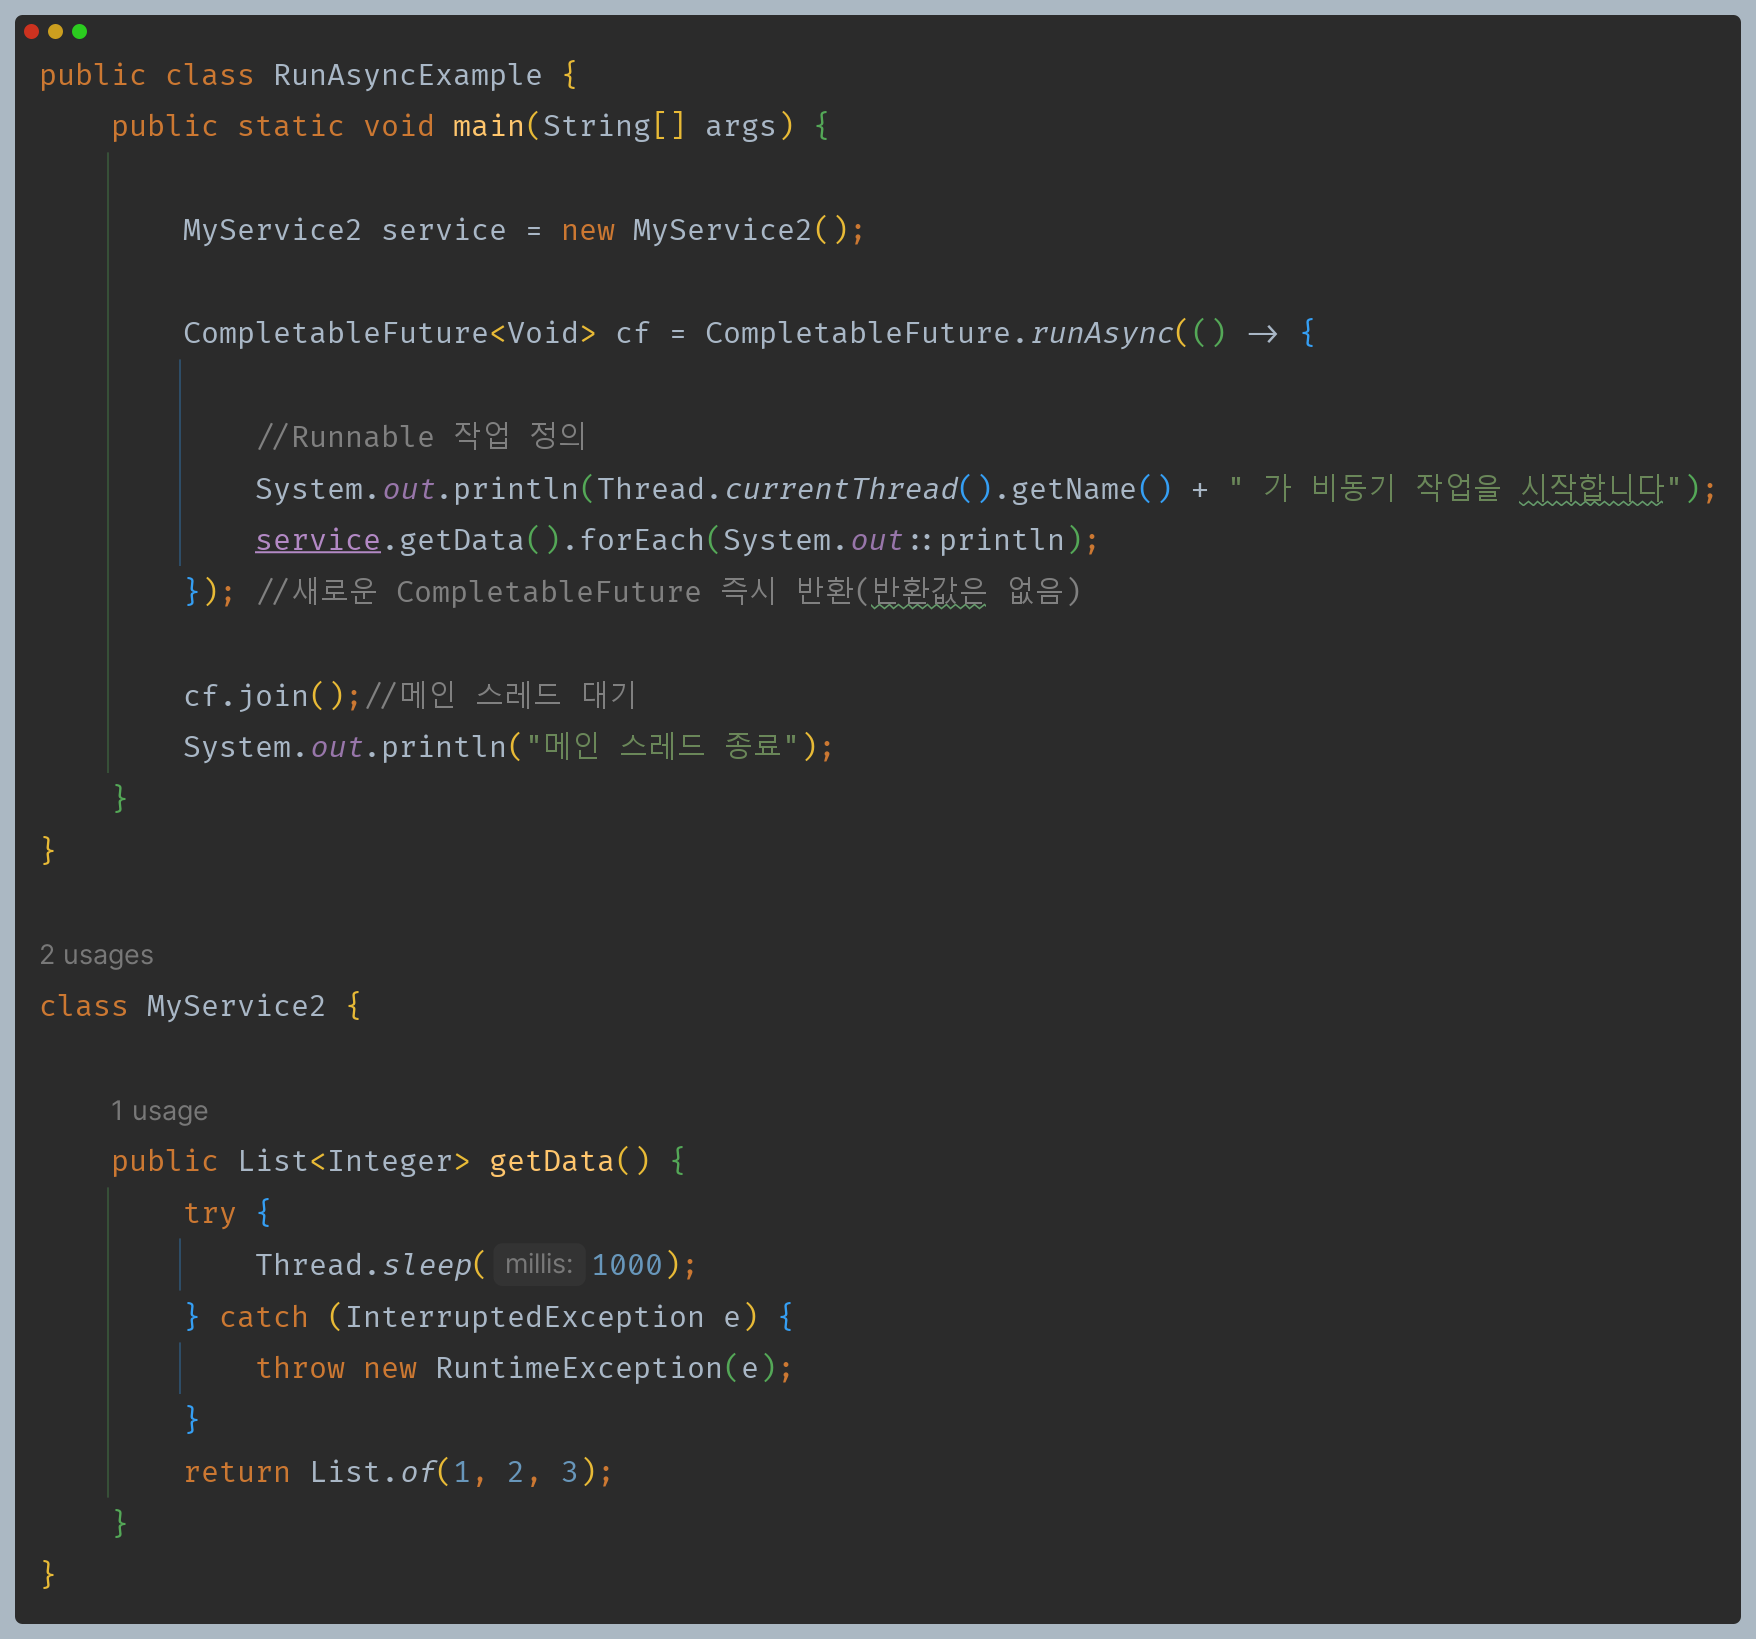 public class RunAsyncExample {
    public static void main(String[] args) {
        MyService2 service = new MyService2();
        CompletableFuture<Void> cf = CompletableFuture.runAsync(() -> {
            //Runnable 작업 정의
            System.out.println(Thread.currentThread().getName() + " 가 비동기 작업을 시작합니다");
            service.getData().forEach(System.out::println);
        }); //새로운 CompletableFuture 즉시 반환(반환값은 없음)
        cf.join();//메인 스레드 대기
        System.out.println("메인 스레드 종료");
    }
}
2 usages
class MyService2 {
    1 usage
    public List<Integer> getData() {
        try {
            Thread.sleep( millis: 1000);
        } catch (InterruptedException e) {
            throw new RuntimeException(e);
        }
        return List.of(1, 2, 3);
    }
}